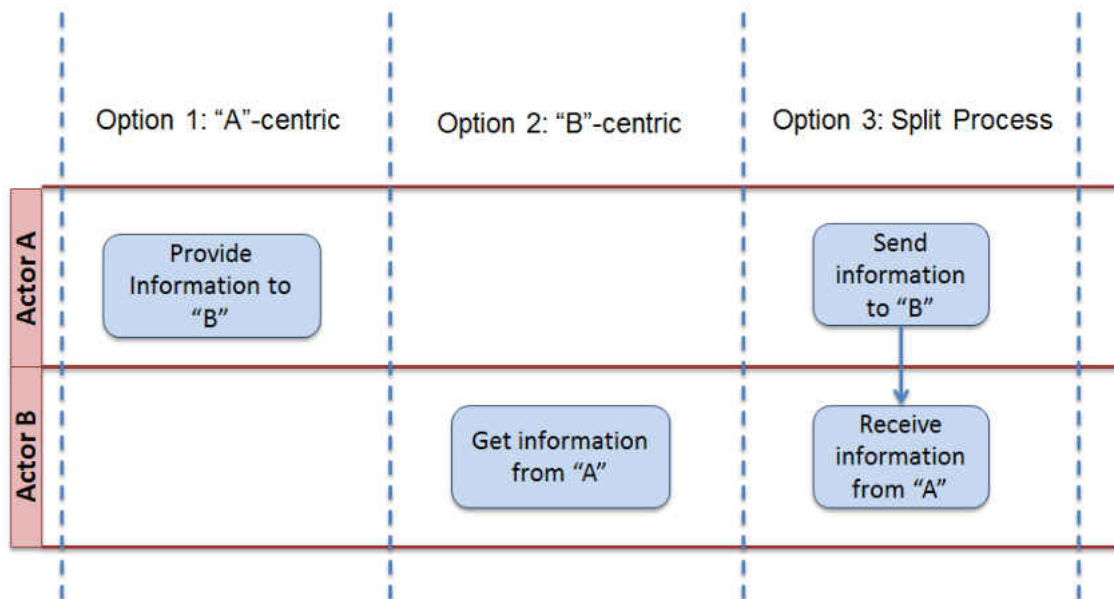 Option 1: “A”-centric
Option 2: “B”-centric
Option 3: Split Process
Actor A
Provide
Information to
“B”
Send
information
to “B”
Actor B
Get information
from “A”
Receive
information
from “A”